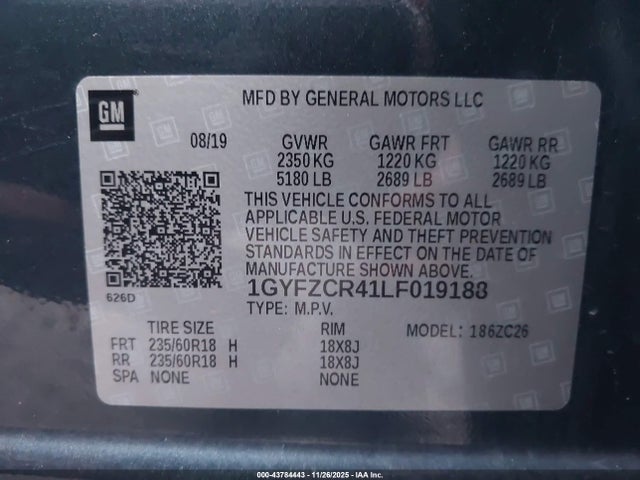 GM
MFD BY GENERAL MOTORS LLC
08/19 GVWR GAWR FRT GAWR RR
2350 KG 1220 KG 1220 KG
5180 LB 2689 LB 2689 LB
THIS VEHICLE CONFORMS TO ALL
APPLICABLE U.S. FEDERAL MOTOR
VEHICLE SAFETY AND THEFT PREVENTION
STANDARDS IN EFFECT ON THE DATE OF
MANUFACTURE SHOWN ABOVE.
1GYFZCR41LF019188
626D
TYPE: M.P.V.
TIRE SIZE RIM MODEL: 186ZC26
FRT 235/60R18 H 18X8J
RR 235/60R18 H 18X8J
SPA NONE NONE
000-43784443 - 11/26/2025 - IAA Inc.